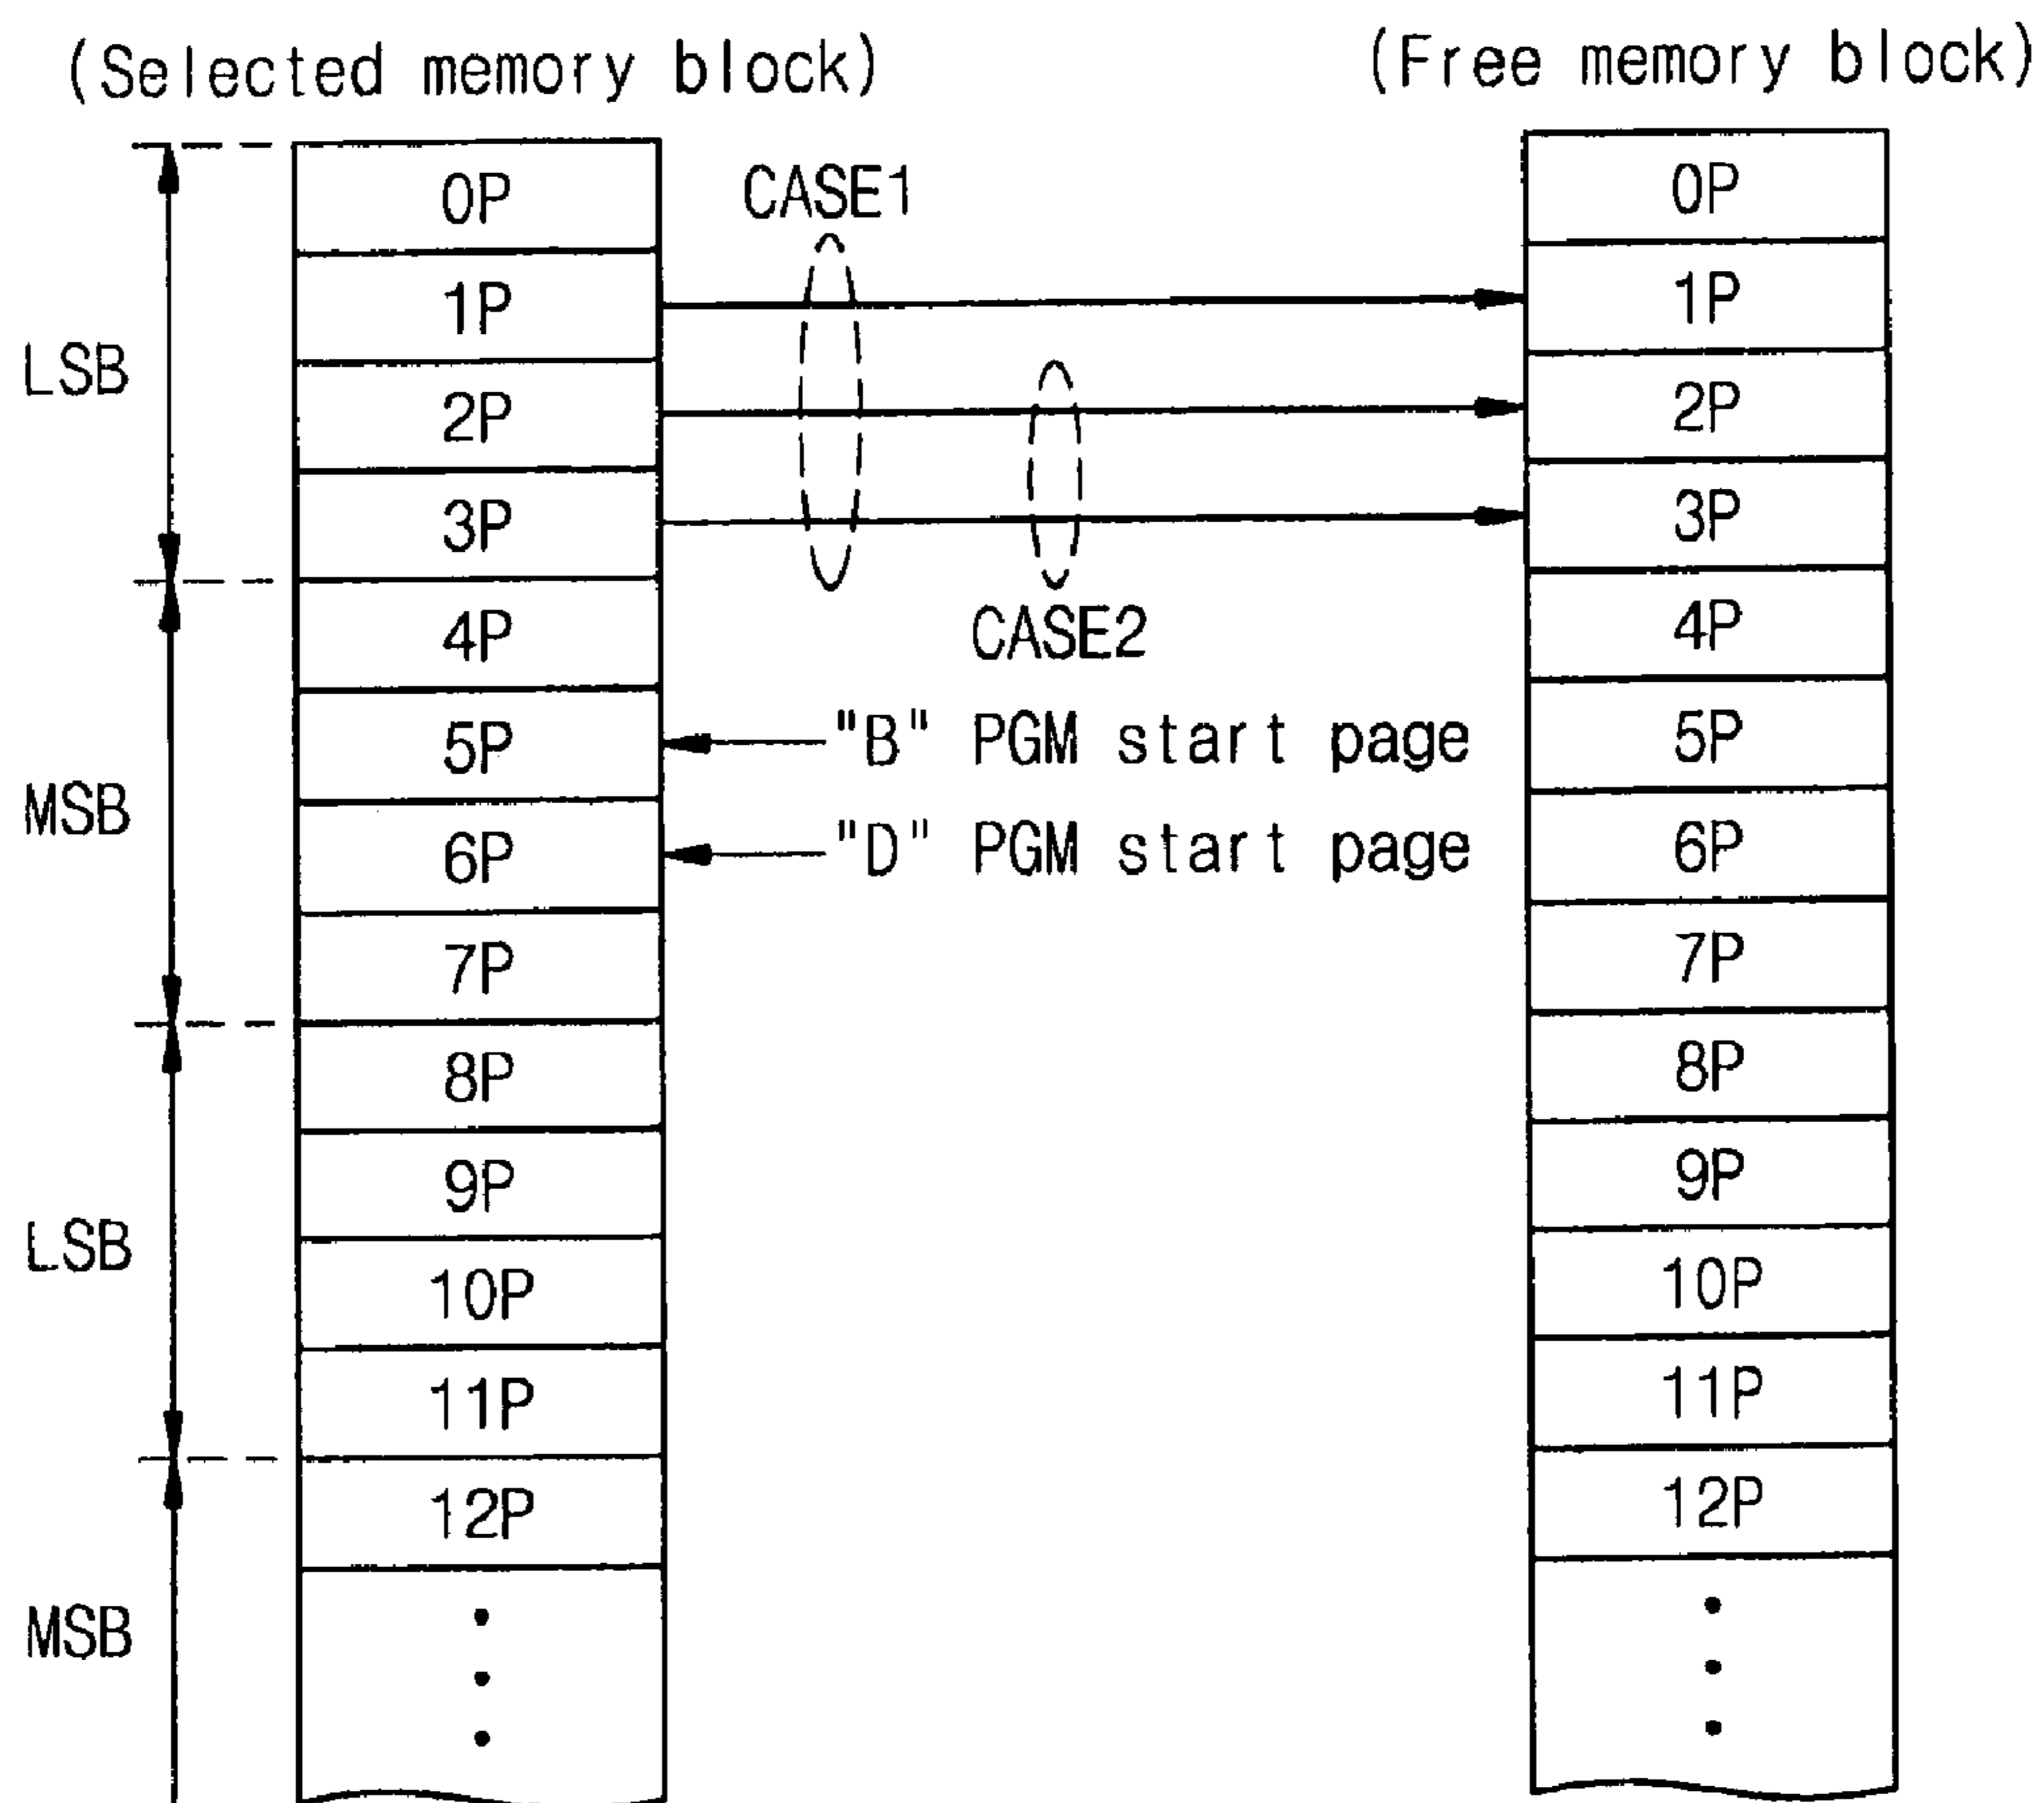 (Selected memory block)
(Free memory block)
0P
CASE1
0P
1P
1P
LSB
2P
2P
3P
3P
4P
CASE2
4P
5P
"B" PGM start page
5P
MSB
6P
"D" PGM start page
6P
7P
7P
8P
8P
9P
9P
LSB
10P
10P
11P
11P
12P
12P
MSB